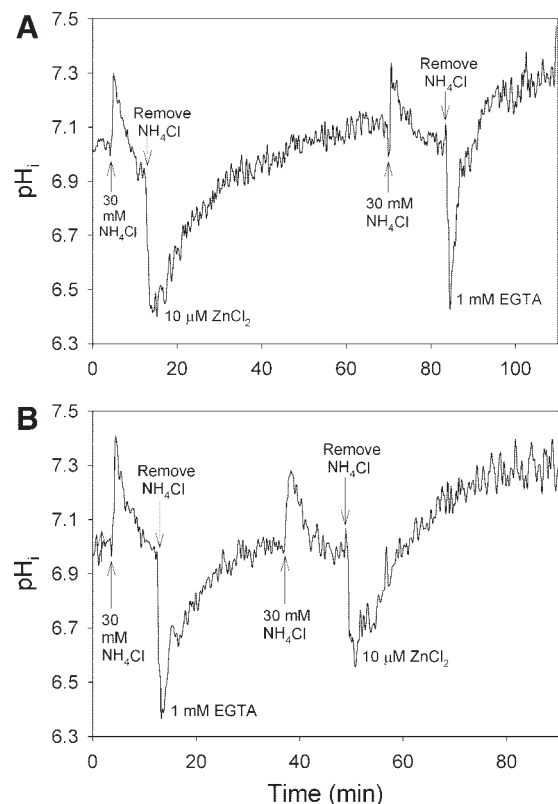 A
7.5
7.3
7.1
6.9
6.7
6.5
6.3
pHi
Remove
NH4Cl
30
mM
NH4Cl
10 μM ZnCl2
30 mM
NH4Cl
Remove
NH4Cl
1 mM EGTA
0 20 40 60 80 100
B
7.5
7.3
7.1
6.9
6.7
6.5
6.3
pHi
Remove
NH4Cl
30
mM
NH4Cl
1 mM EGTA
30 mM
NH4Cl
Remove
NH4Cl
10 μM ZnCl2
0 20 40 60 80
Time (min)